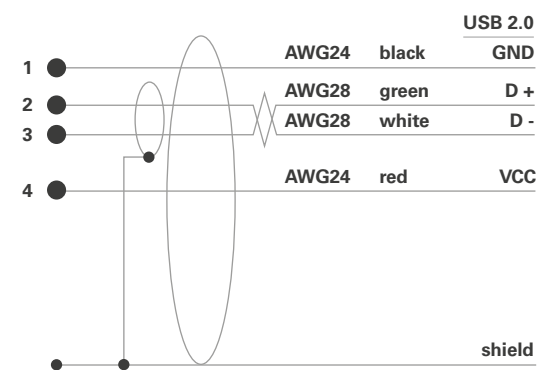 USB 2.0
1 AWG24 black GND
2 AWG28 green D +
3 AWG28 white D -
4 AWG24 red VCC
shield